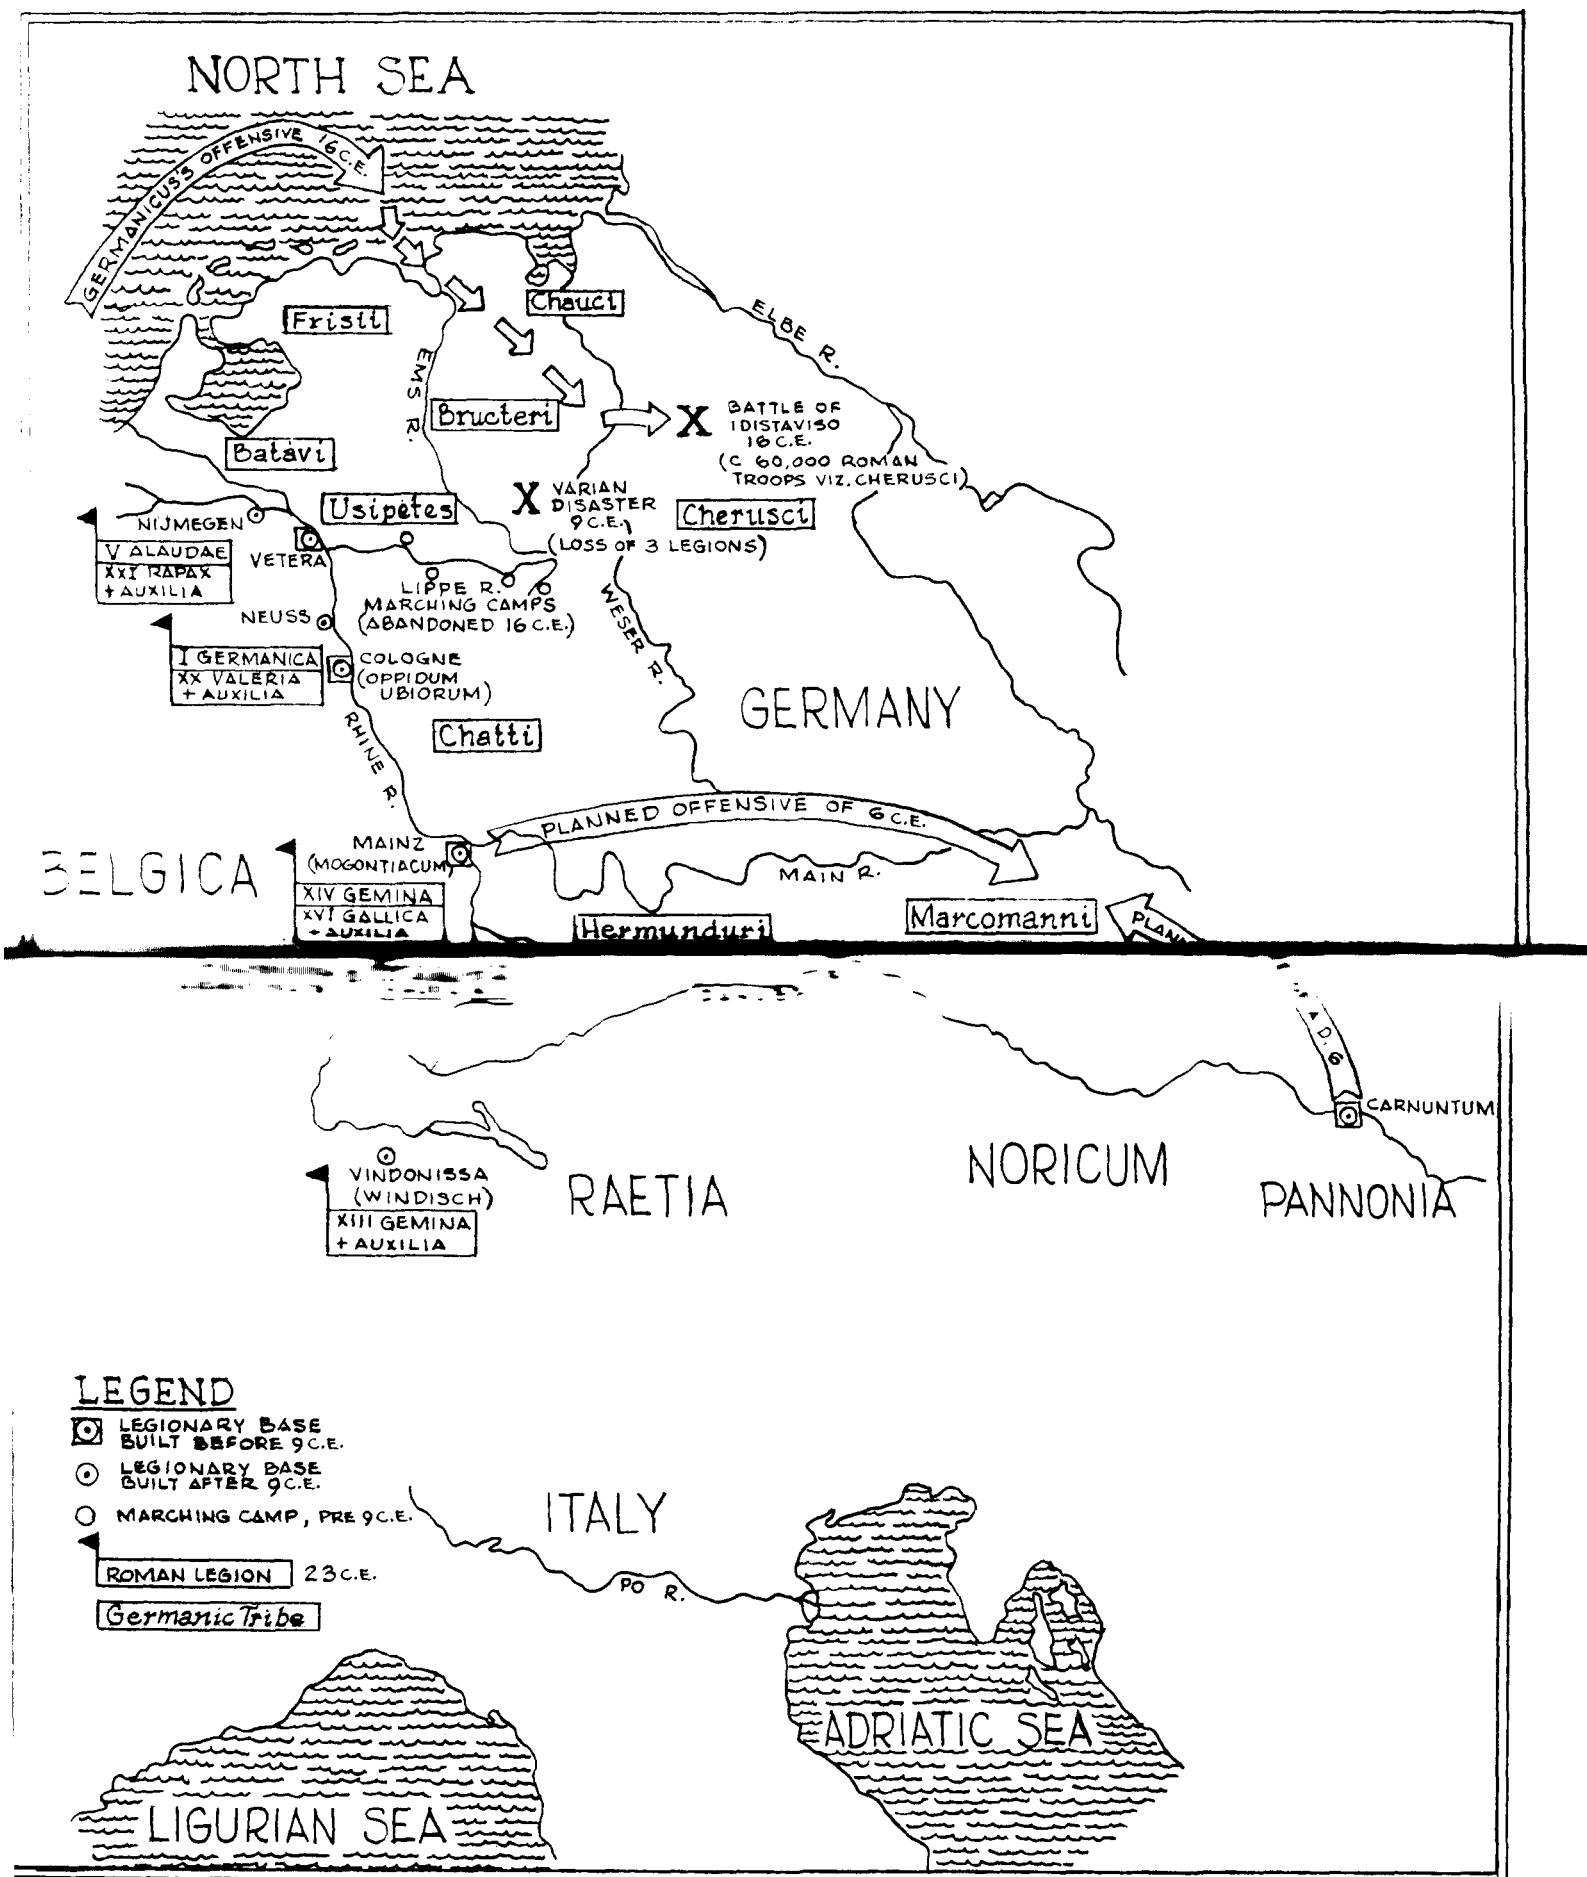 NORTH SEA
GERMANICUS'S OFFENSIVE 16 C.E.
Chauci
Frisii
ELBE R.
EMS R.
Bructeri
BATTLE OF
IDISTAVISO
16 C.E.
(C 60,000 ROMAN
TROOPS VIZ. CHERUSCI)
X
Batavi
X
VARIAN
DISASTER
9 C.E.
(LOSS OF 3 LEGIONS)
Usipetes
Cherusci
NIJMEGEN
VETERA
V ALAUDAE
XXI RAPAX
+ AUXILIA
LIPPE R.
MARCHING CAMPS
(ABANDONED 16 C.E.)
WESER R.
NEUSS
I GERMANICA
XX VALERIA
+ AUXILIA
COLOGNE
(OPPIDUM
UBIORUM)
GERMANY
RHINE R.
Chatti
PLANNED OFFENSIVE OF 6 C.E.
BELGICA
MAINZ
(MOGONTIACUM)
XIV GEMINA
XVI GALLICA
+ AUXILIA
MAIN R.
Hermunduri
Marcomanni
PLANN
A.D. 6
CARNUNTUM
VINDONISSA
(WINDISCH)
XIII GEMINA
+ AUXILIA
RAETIA
NORICUM
PANNONIA
LEGEND
LEGIONARY BASE
BUILT BEFORE 9 C.E.
LEGIONARY BASE
BUILT AFTER 9 C.E.
MARCHING CAMP, PRE 9 C.E.
ROMAN LEGION 23 C.E.
Germanic Tribe
ITALY
PO R.
ADRIATIC SEA
LIGURIAN SEA